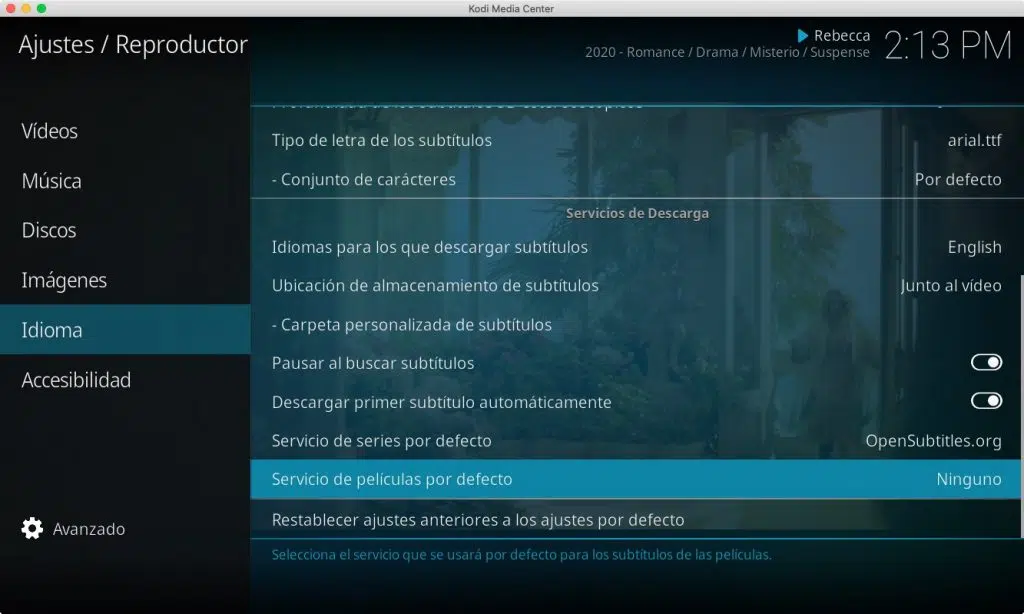 Kodi Media Center
Ajustes / Reproductor
Rebecca
2020 - Romance / Drama / Misterio / Suspense
2:13 PM
Vídeos
Música
Discos
Imágenes
Idioma
Accesibilidad
Avanzado
Tipo de letra de los subtítulos arial.ttf
- Conjunto de carácteres Por defecto
Servicios de Descarga
Idiomas para los que descargar subtítulos English
Ubicación de almacenamiento de subtítulos Junto al vídeo
- Carpeta personalizada de subtítulos
Pausar al buscar subtítulos
Descargar primer subtítulo automáticamente
Servicio de series por defecto OpenSubtitles.org
Servicio de películas por defecto Ninguno
Restablecer ajustes anteriores a los ajustes por defecto
Selecciona el servicio que se usará por defecto para los subtítulos de las películas.